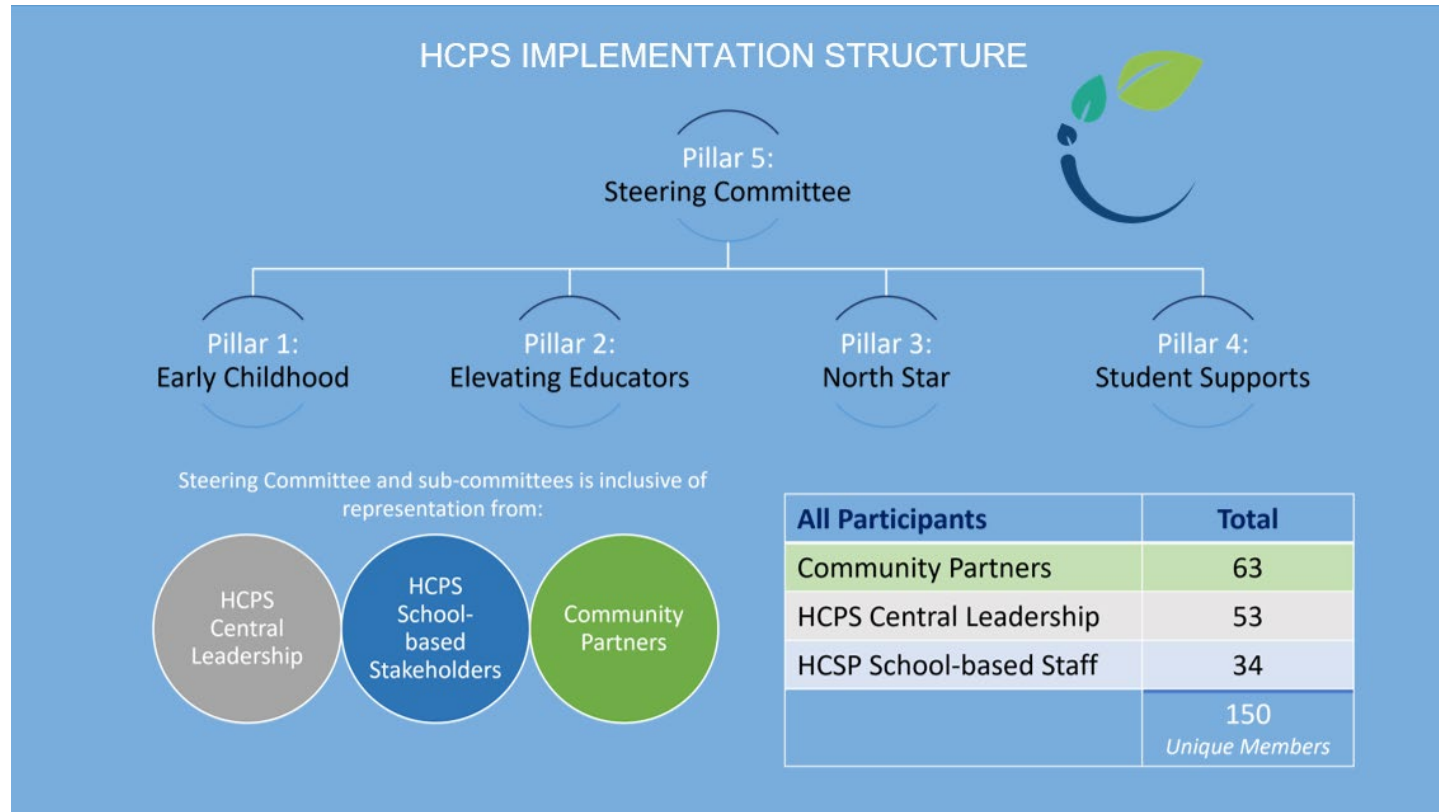 HCPS IMPLEMENTATION STRUCTURE
Pillar 5:
Steering Committee
Pillar 1:
Early Childhood
Pillar 2:
Elevating Educators
Pillar 3:
North Star
Pillar 4:
Student Supports
Steering Committee and sub-committees is inclusive of
representation from:
HCPS
Central
Leadership
HCPS
School-
based
Stakeholders
Community
Partners
All Participants Total
Community Partners 63
HCPS Central Leadership 53
HCSP School-based Staff 34
150
Unique Members